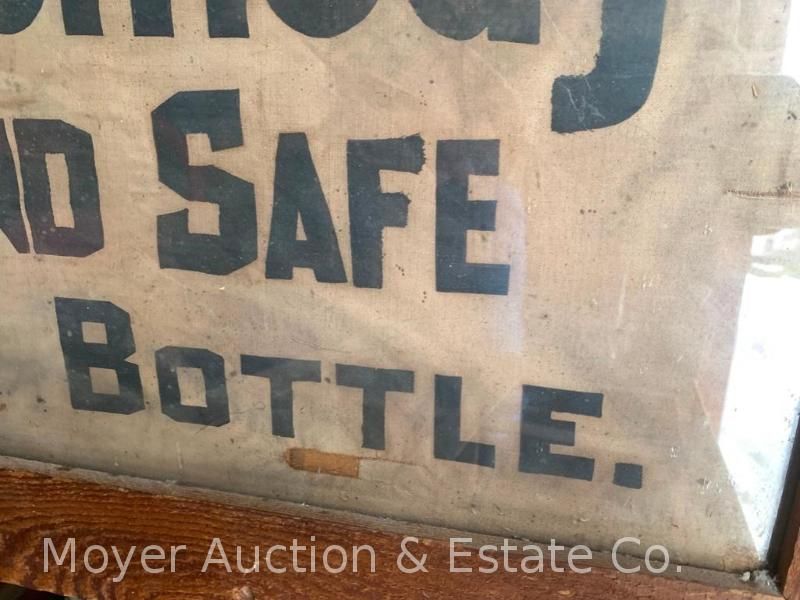 ND SAFE
BOTTLE.
Moyer Auction & Estate Co.